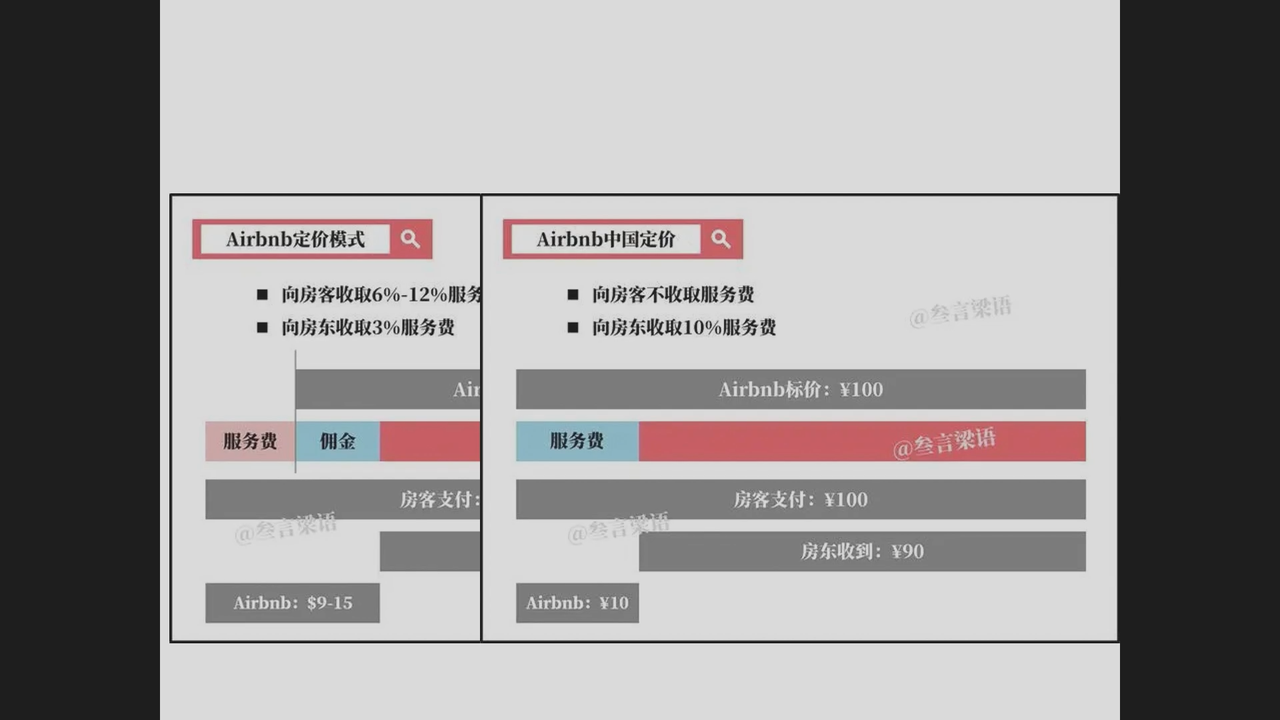 Airbnb定价模式
向房客收取6%-12%服务
向房东收取3%服务费
Air
服务费
佣金
房客支付:
@叁言梁语
Airbnb: $9-15
Airbnb中国定价
向房客不收取服务费
@叁言梁语
向房东收取10%服务费
Airbnb标价: ¥100
服务费
@叁言梁语
房客支付: ¥100
@叁言梁语
房东收到: ¥90
Airbnb: ¥10